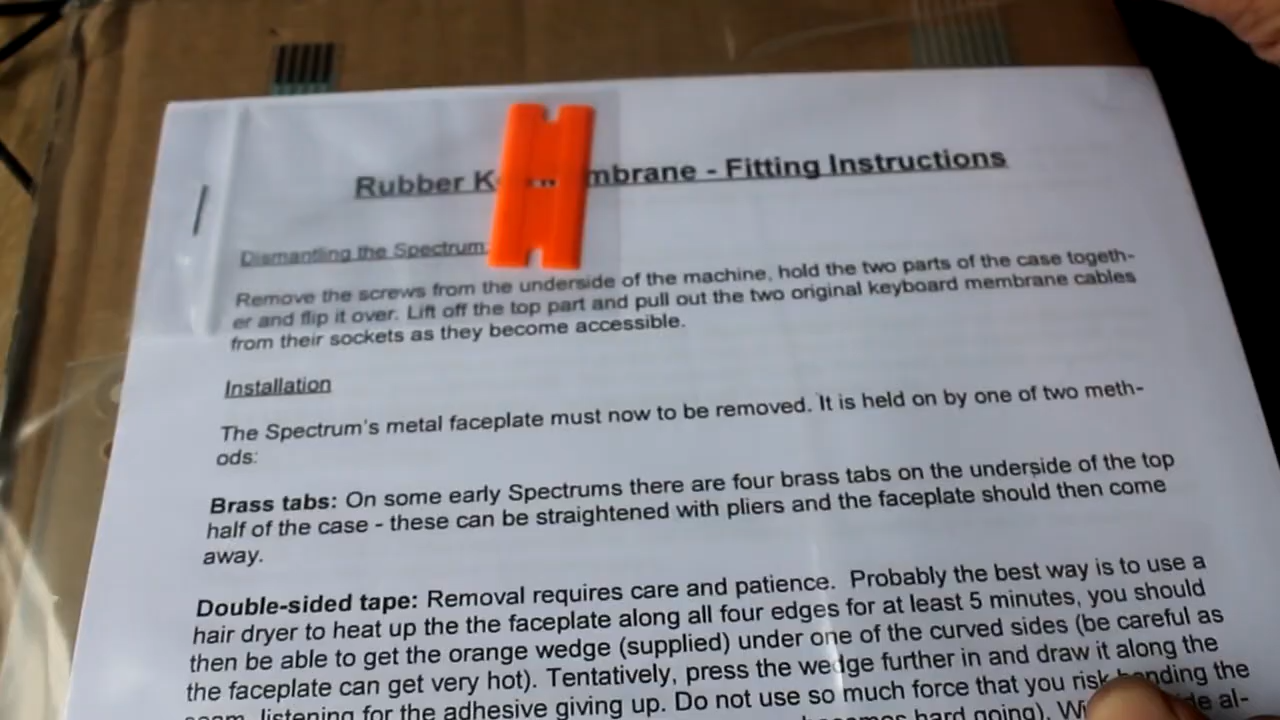 Rubber K mbrane - Fitting Instructions
Dismantling the Spectrum:
Remove the screws from the underside of the machine, hold the two parts of the case togeth-
er and flip it over. Lift off the top part and pull out the two original keyboard membrane cables
from their sockets as they become accessible.
Installation
The Spectrum's metal faceplate must now to be removed. It is held on by one of two meth-
ods:
Brass tabs: On some early Spectrums there are four brass tabs on the underside of the top
half of the case - these can be straightened with pliers and the faceplate should then come
away.
Double-sided tape: Removal requires care and patience. Probably the best way is to use a
hair dryer to heat up the the faceplate along all four edges for at least 5 minutes, you should
then be able to get the orange wedge (supplied) under one of the curved sides (be careful as
the faceplate can get very hot). Tentatively, press the wedge further in and draw it along the
listening for the adhesive giving up. Do not use so much force that you risk bending the
hard going). al-